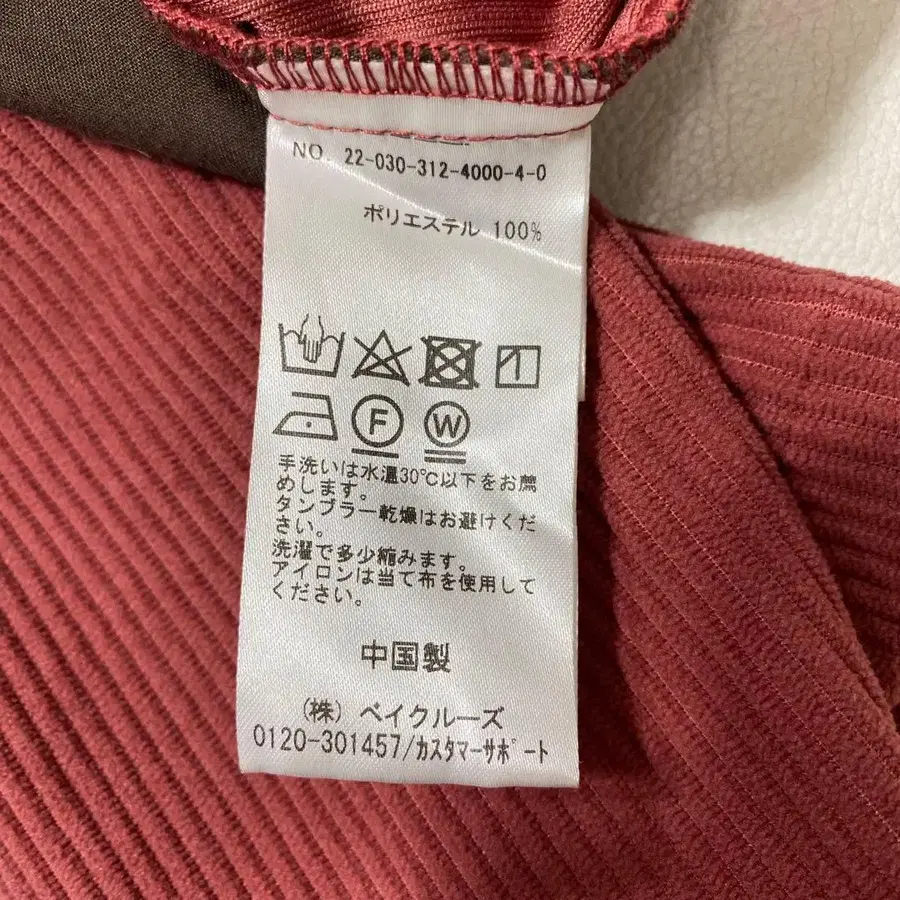 NO 22-030-312-4000-4-0
ポリエステル 100%
F W
手洗いは水温30℃以下をお薦
めします。
タンブラー乾燥はお避けくだ
さい。
洗濯で多少縮みます。
アイロンは当て布を使用して
ください。
中国製
(株) ベイクルーズ
0120-301457/カスタマーサポート